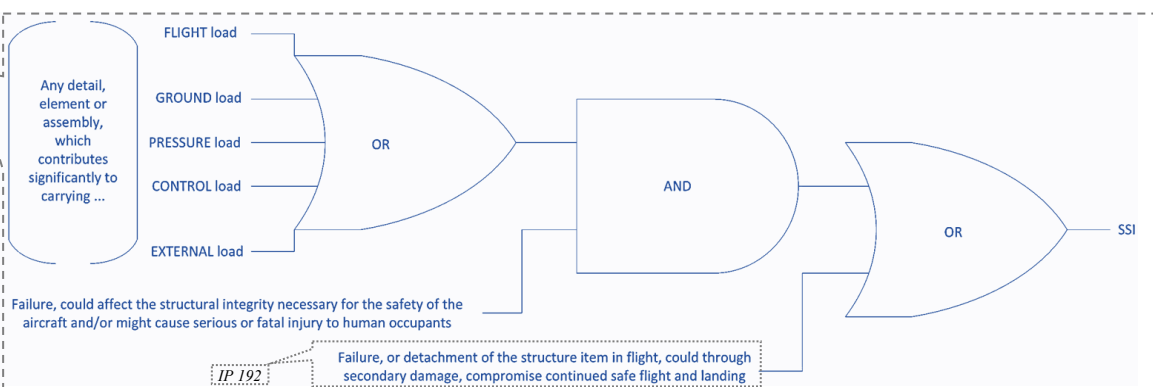 Any detail,
element or
assembly,
which
contributes
significantly to
carrying ...
FLIGHT load
GROUND load
PRESSURE load
CONTROL load
EXTERNAL load
OR
AND
OR
SSI
Failure, could affect the structural integrity necessary for the safety of the
aircraft and/or might cause serious or fatal injury to human occupants
IP 192
Failure, or detachment of the structure item in flight, could through
secondary damage, compromise continued safe flight and landing